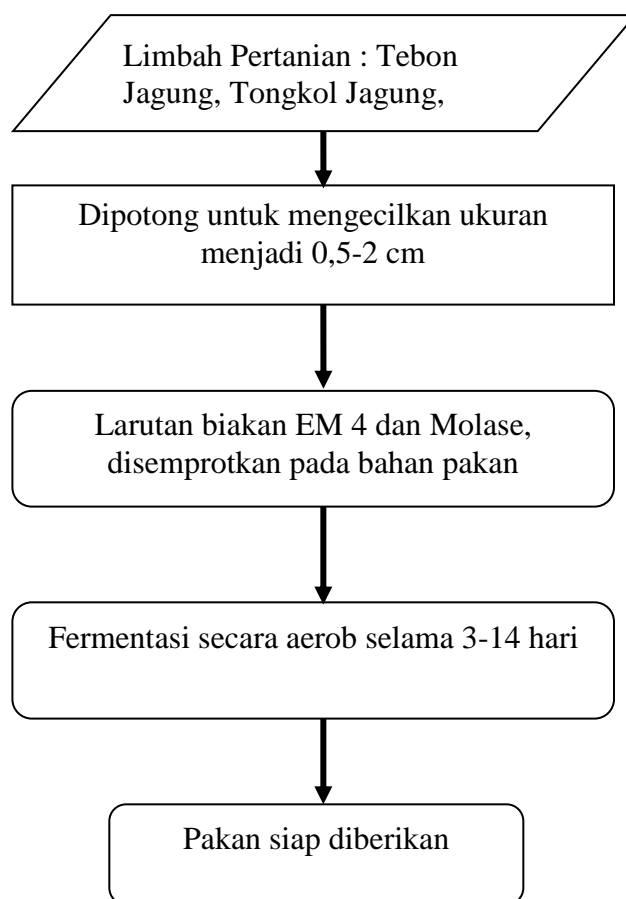 Limbah Pertanian : Tebon
Jagung, Tongkol Jagung,
Dipotong untuk mengecilkan ukuran
menjadi 0,5-2 cm
Larutan biakan EM 4 dan Molase,
disemprotkan pada bahan pakan
Fermentasi secara aerob selama 3-14 hari
Pakan siap diberikan